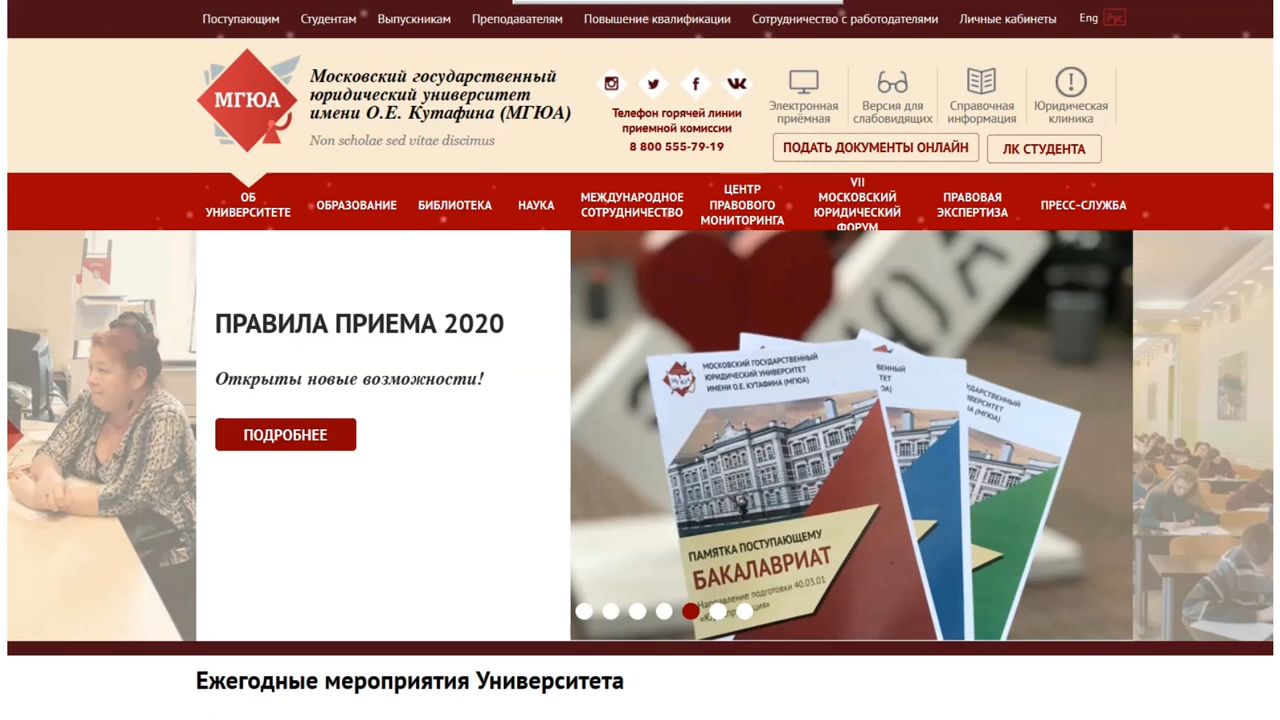 Поступающим Студентам Выпускникам Преподавателям Повышение квалификации Сотрудничество с работодателями Личные кабинеты Eng Рус
МГЮА
Московский государственный
юридический университет
имени О.Е. Кутафина (МГЮА)
Non scholae sed vitae discimus
Телефон горячей линии
приемной комиссии
8 800 555-79-19
Электронная
приёмная
Версия для
слабовидящих
Справочная
информация
Юридическая
клиника
ПОДАТЬ ДОКУМЕНТЫ ОНЛАЙН
ЛК СТУДЕНТА
ОБ
УНИВЕРСИТЕТЕ
ОБРАЗОВАНИЕ
БИБЛИОТЕКА
НАУКА
МЕЖДУНАРОДНОЕ
СОТРУДНИЧЕСТВО
ЦЕНТР
ПРАВОВОГО
МОНИТОРИНГА
VII
МОСКОВСКИЙ
ЮРИДИЧЕСКИЙ
ФОРУМ
ПРАВОВАЯ
ЭКСПЕРТИЗА
ПРЕСС-СЛУЖБА
ПРАВИЛА ПРИЕМА 2020
Открыты новые возможности!
ПОДРОБНЕЕ
МОСКОВСКИЙ ГОСУДАРСТВЕННЫЙ
ЮРИДИЧЕСКИЙ УНИВЕРСИТЕТ
ИМЕНИ О.Е. КУТАФИНА (МГЮА)
ПАМЯТКА ПОСТУПАЮЩЕМУ
БАКАЛАВРИАТ
подготовки 40.03.01
Ежегодные мероприятия Университета